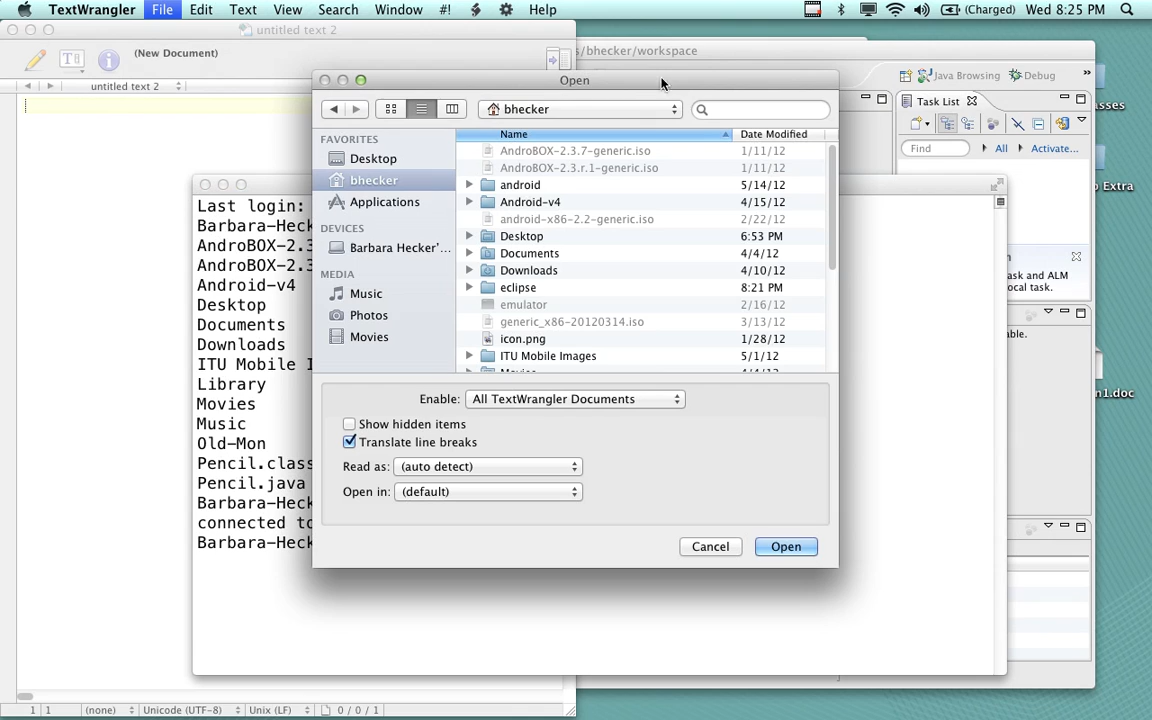 TextWrangler File Edit Text View Search Window #! Help (Charged) Wed 8:25 PM
untitled text 2
(New Document)
untitled text 2
s/bhecker/workspace
Java Browsing Debug »
Task List
Find All Activate...
asses
p Extra
ask and ALM
ocal task.
able.
n1.doc
Open
bhecker
FAVORITES
Desktop
bhecker
Applications
DEVICES
Barbara Hecker'...
MEDIA
Music
Photos
Movies
Name Date Modified
AndroBOX-2.3.7-generic.iso 1/11/12
AndroBOX-2.3.r.1-generic.iso 1/11/12
android 5/14/12
Android-v4 4/15/12
android-x86-2.2-generic.iso 2/22/12
Desktop 6:53 PM
Documents 4/4/12
Downloads 4/10/12
eclipse 8:21 PM
emulator 2/16/12
generic_x86-20120314.iso 3/13/12
icon.png 1/28/12
ITU Mobile Images 5/1/12
Enable: All TextWrangler Documents
Show hidden items
Translate line breaks
Read as: (auto detect)
Open in: (default)
Cancel Open
Last login:
Barbara-Heck
AndroBOX-2.3
AndroBOX-2.3
Android-v4
Desktop
Documents
Downloads
ITU Mobile I
Library
Movies
Music
Old-Mon
Pencil.class
Pencil.java
Barbara-Heck
connected to
Barbara-Heck
1 1 (none) Unicode (UTF-8) Unix (LF) 0 / 0 / 1